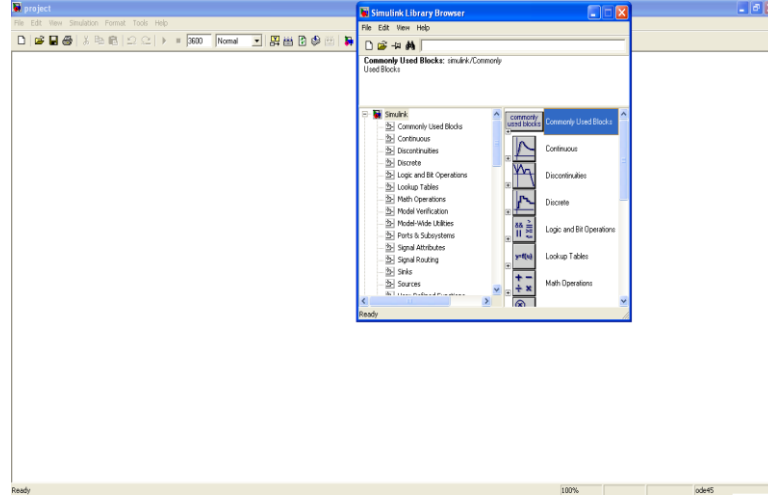 project
File Edit View Simulation Format Tools Help
3600 Normal
Simulink Library Browser
File Edit View Help
Commonly Used Blocks: simulink/Commonly
Used Blocks
Simulink
Commonly Used Blocks
Continuous
Discontinuities
Discrete
Logic and Bit Operations
Lookup Tables
Math Operations
Model Verification
Model-Wide Utilities
Ports & Subsystems
Signal Attributes
Signal Routing
Sinks
Sources
User-Defined Functions
commonly
used blocks
Commonly Used Blocks
Continuous
Discontinuities
Discrete
Logic and Bit Operations
y=f(u)
Lookup Tables
Math Operations
Ready
Ready 100% ode45